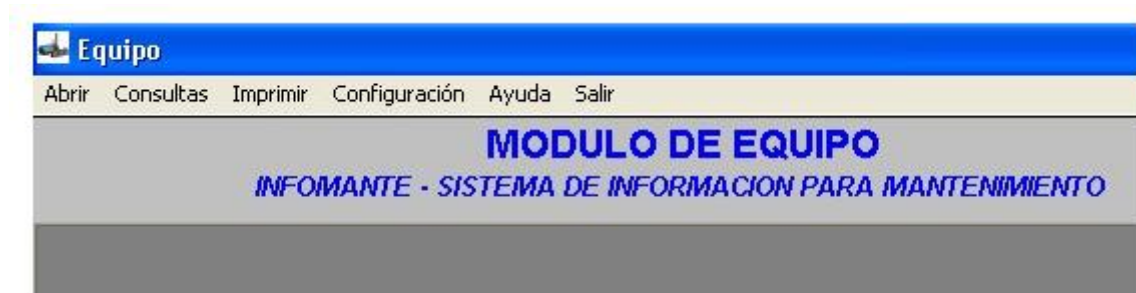 Equipo
Abrir Consultas Imprimir Configuración Ayuda Salir
MODULO DE EQUIPO
INFOMANTE - SISTEMA DE INFORMACION PARA MANTENIMIENTO